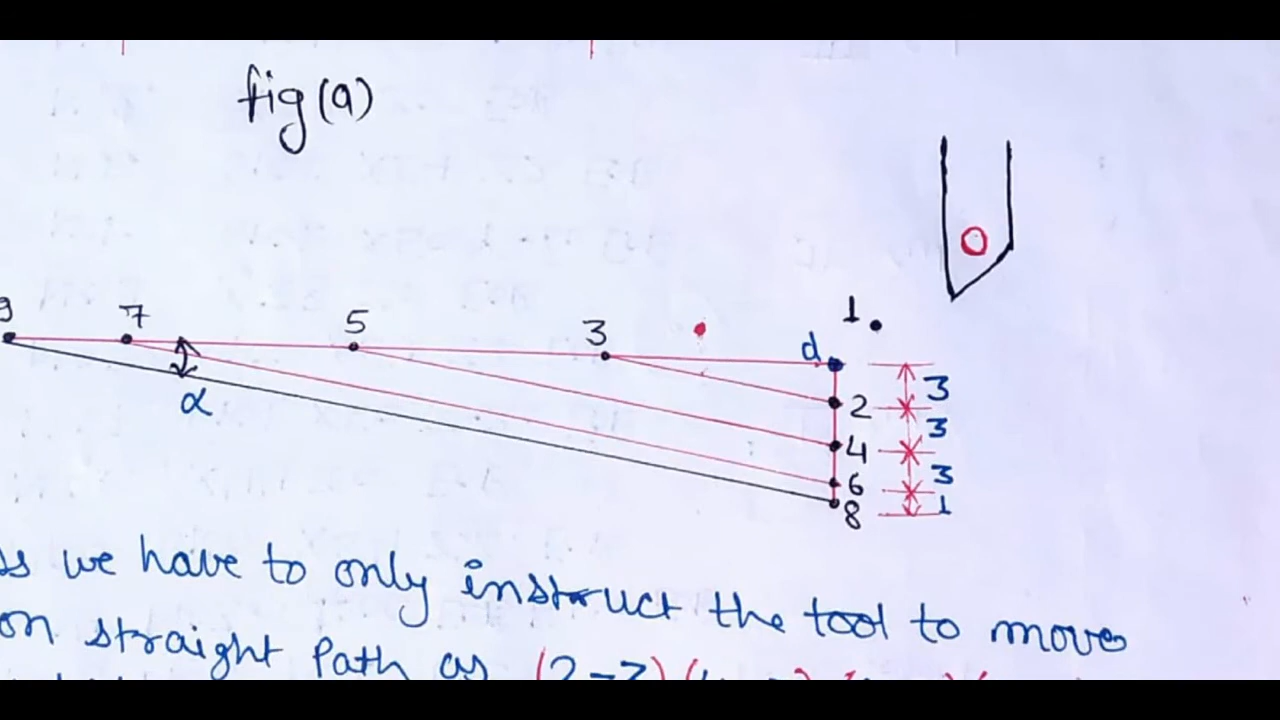 fig(a)
O
9 7 5 3 d 1
α
2 3
4 3
6 3
8 1
we have to only instruct the tool to move
on straight Path as